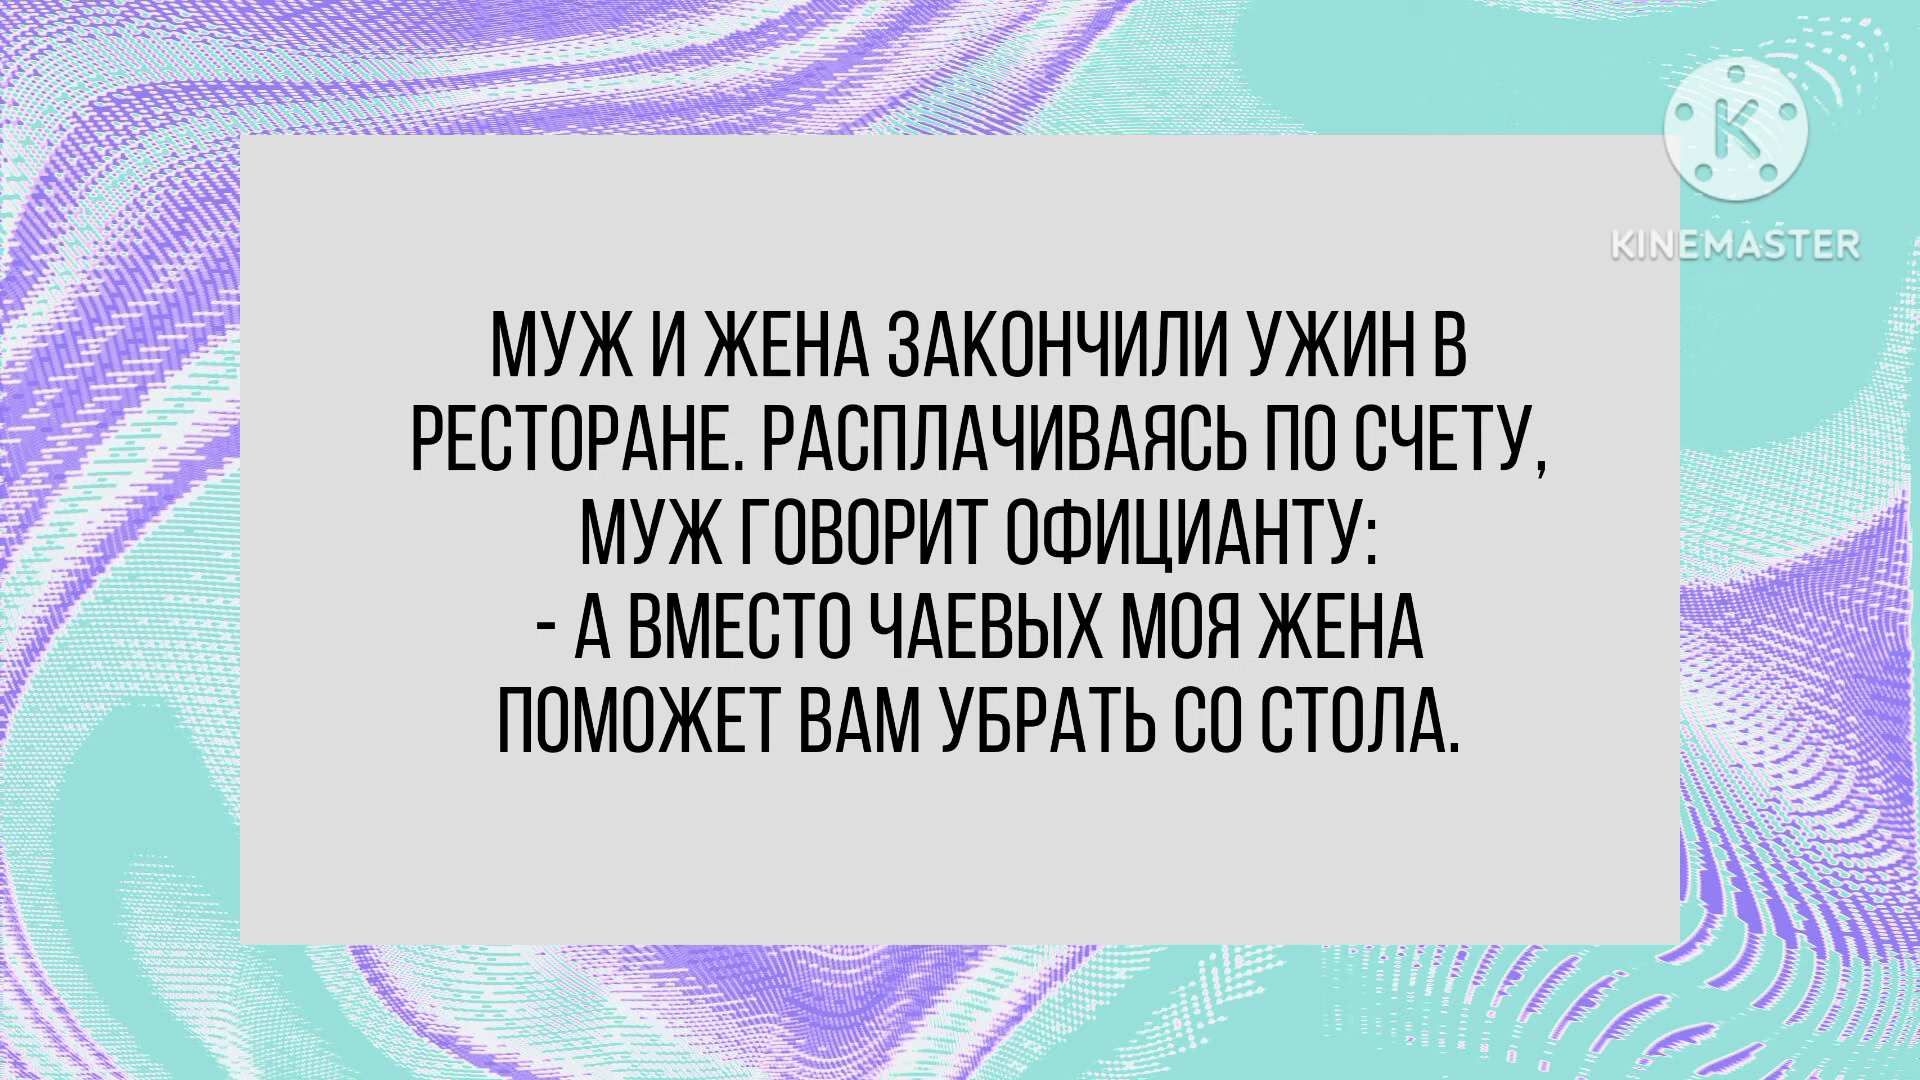 KINEMASTER
МУЖ И ЖЕНА ЗАКОНЧИЛИ УЖИН В
РЕСТОРАНЕ. РАСПЛАЧИВАЯСЬ ПО СЧЕТУ,
МУЖ ГОВОРИТ ОФИЦИАНТУ:
- А ВМЕСТО ЧАЕВЫХ МОЯ ЖЕНА
ПОМОЖЕТ ВАМ УБРАТЬ СО СТОЛА.